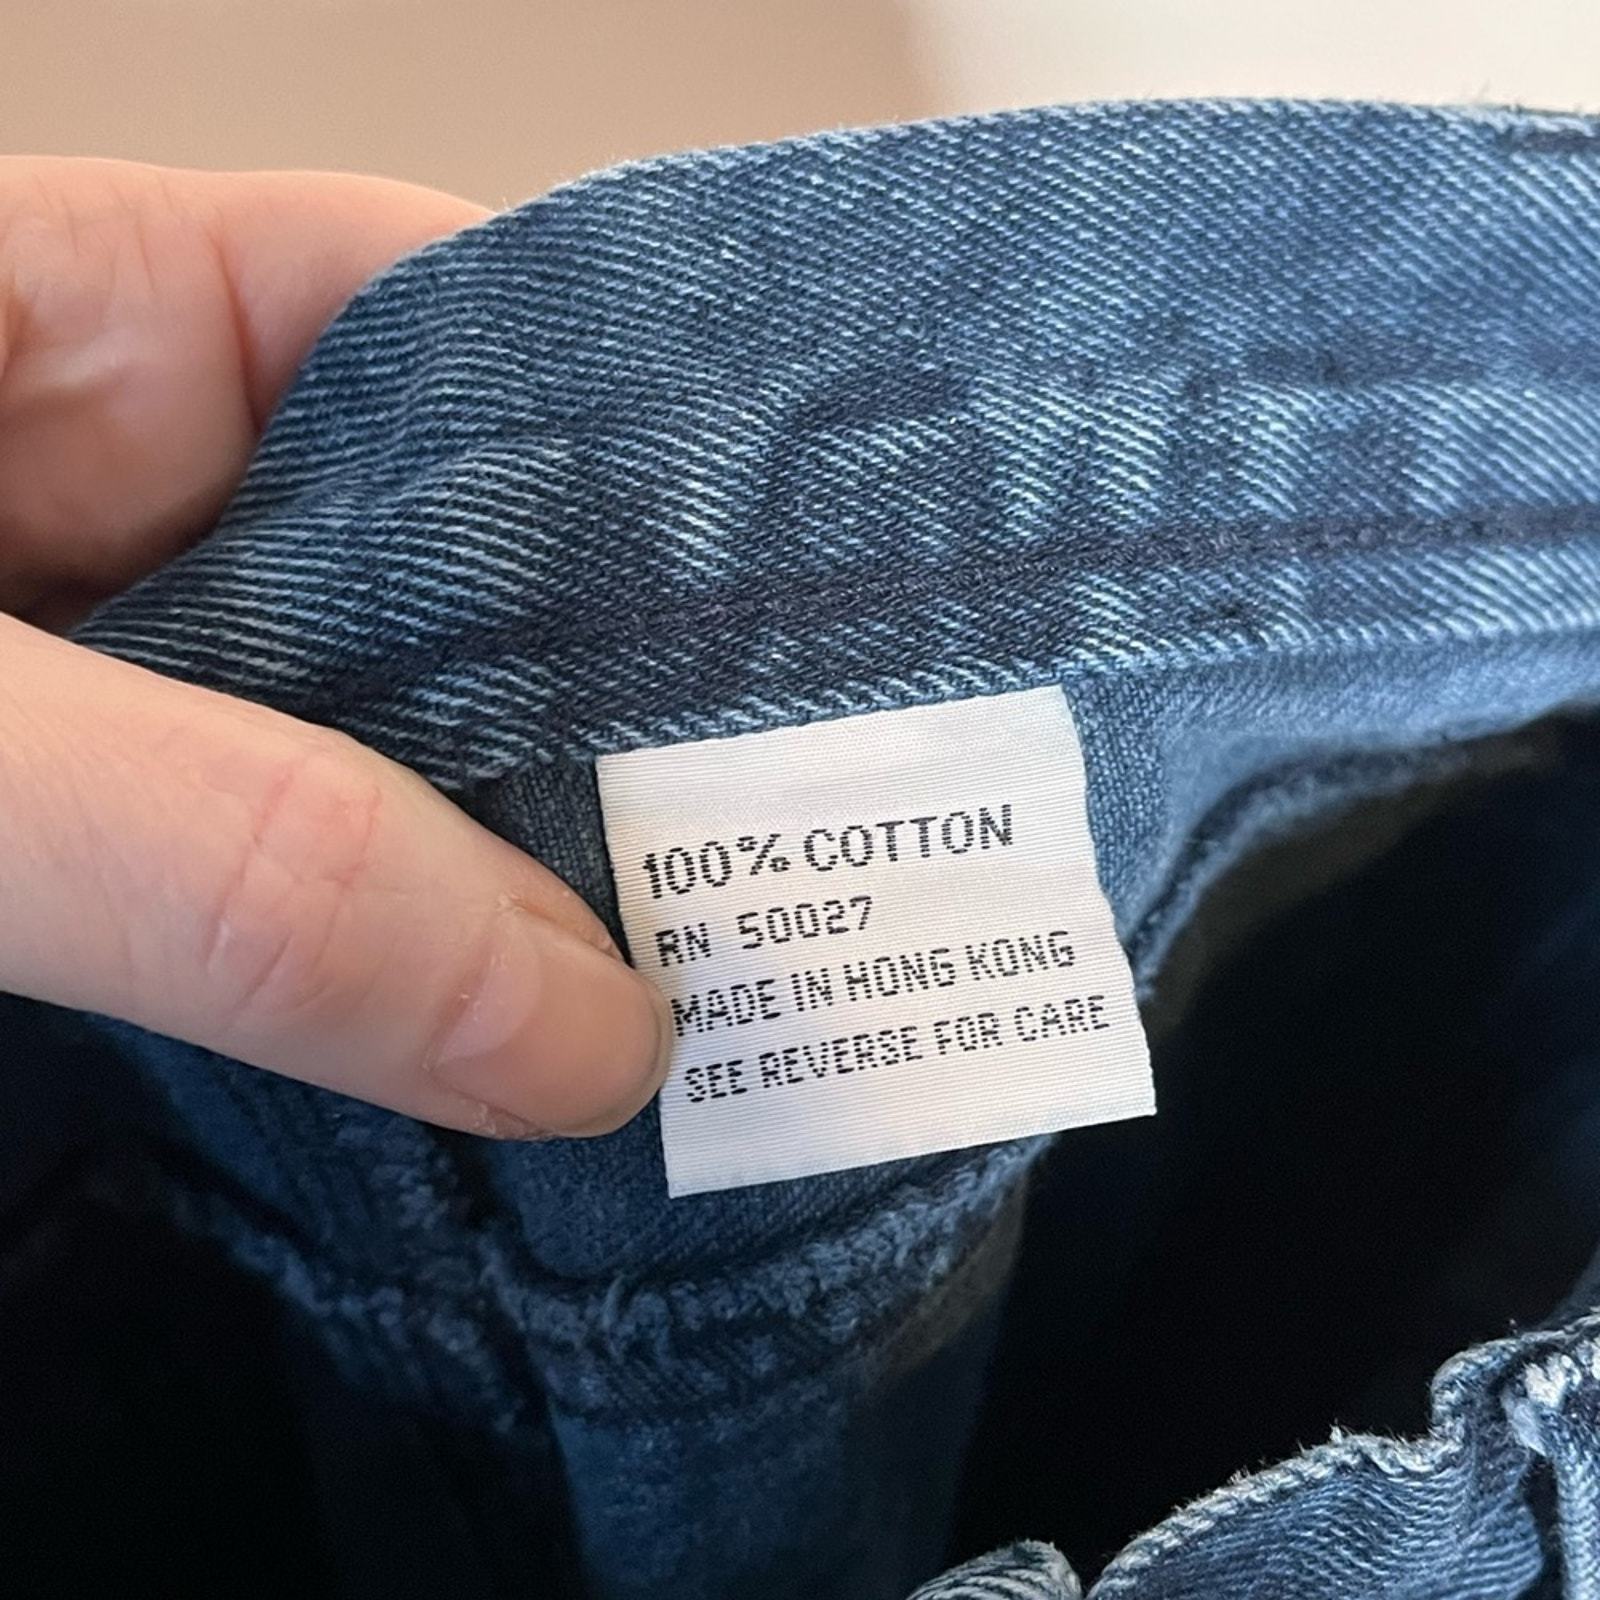 100% COTTON
RN 50027
MADE IN HONG KONG
SEE REVERSE FOR CARE